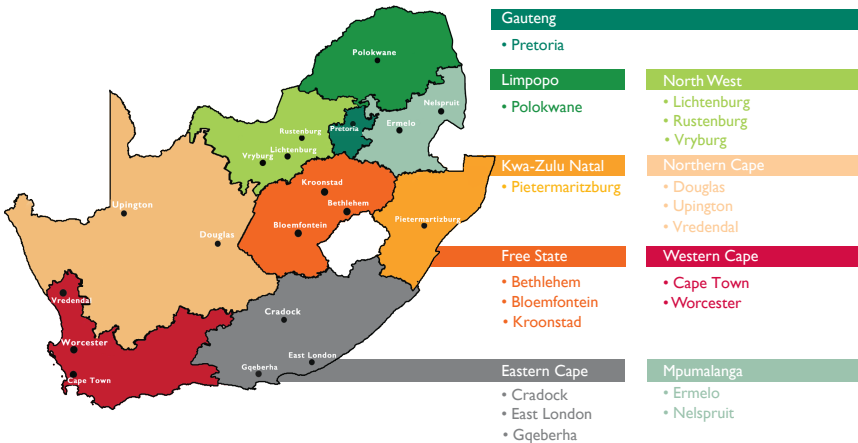 Polokwane
Nelspruit
Ermelo
Pretoria
Rustenburg
Lichtenburg
Vryburg
Kroonstad
Bethlehem
Bloemfontein
Pietermartizburg
Upington
Douglas
Vredendal
Worcester
Cape Town
Cradock
East London
Gqeberha
Gauteng
• Pretoria
Limpopo
• Polokwane
North West
• Lichtenburg
• Rustenburg
• Vryburg
Kwa-Zulu Natal
• Pietermaritzburg
Northern Cape
• Douglas
• Upington
• Vredendal
Free State
• Bethlehem
• Bloemfontein
• Kroonstad
Western Cape
• Cape Town
• Worcester
Eastern Cape
• Cradock
• East London
• Gqeberha
Mpumalanga
• Ermelo
• Nelspruit